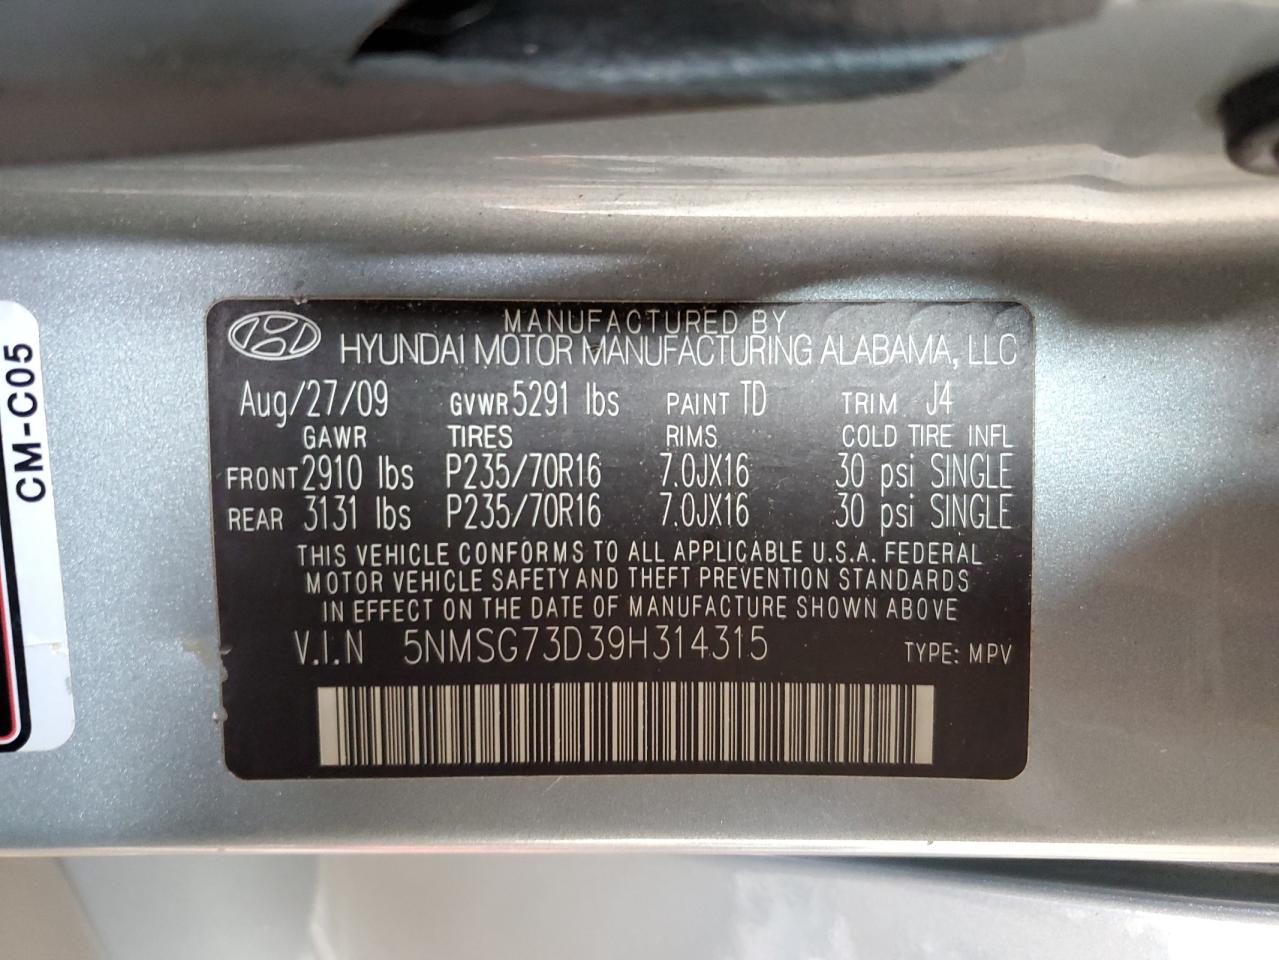 CM-C05
MANUFACTURED BY
HYUNDAI MOTOR MANUFACTURING ALABAMA, LLC
Aug/27/09 GVWR 5291 lbs PAINT TD TRIM J4
GAWR TIRES RIMS COLD TIRE INFL
FRONT 2910 lbs P235/70R16 7.0JX16 30 psi SINGLE
REAR 3131 lbs P235/70R16 7.0JX16 30 psi SINGLE
THIS VEHICLE CONFORMS TO ALL APPLICABLE U.S.A. FEDERAL
MOTOR VEHICLE SAFETY AND THEFT PREVENTION STANDARDS
IN EFFECT ON THE DATE OF MANUFACTURE SHOWN ABOVE
V.I.N 5NMSG73D39H314315 TYPE: MPV